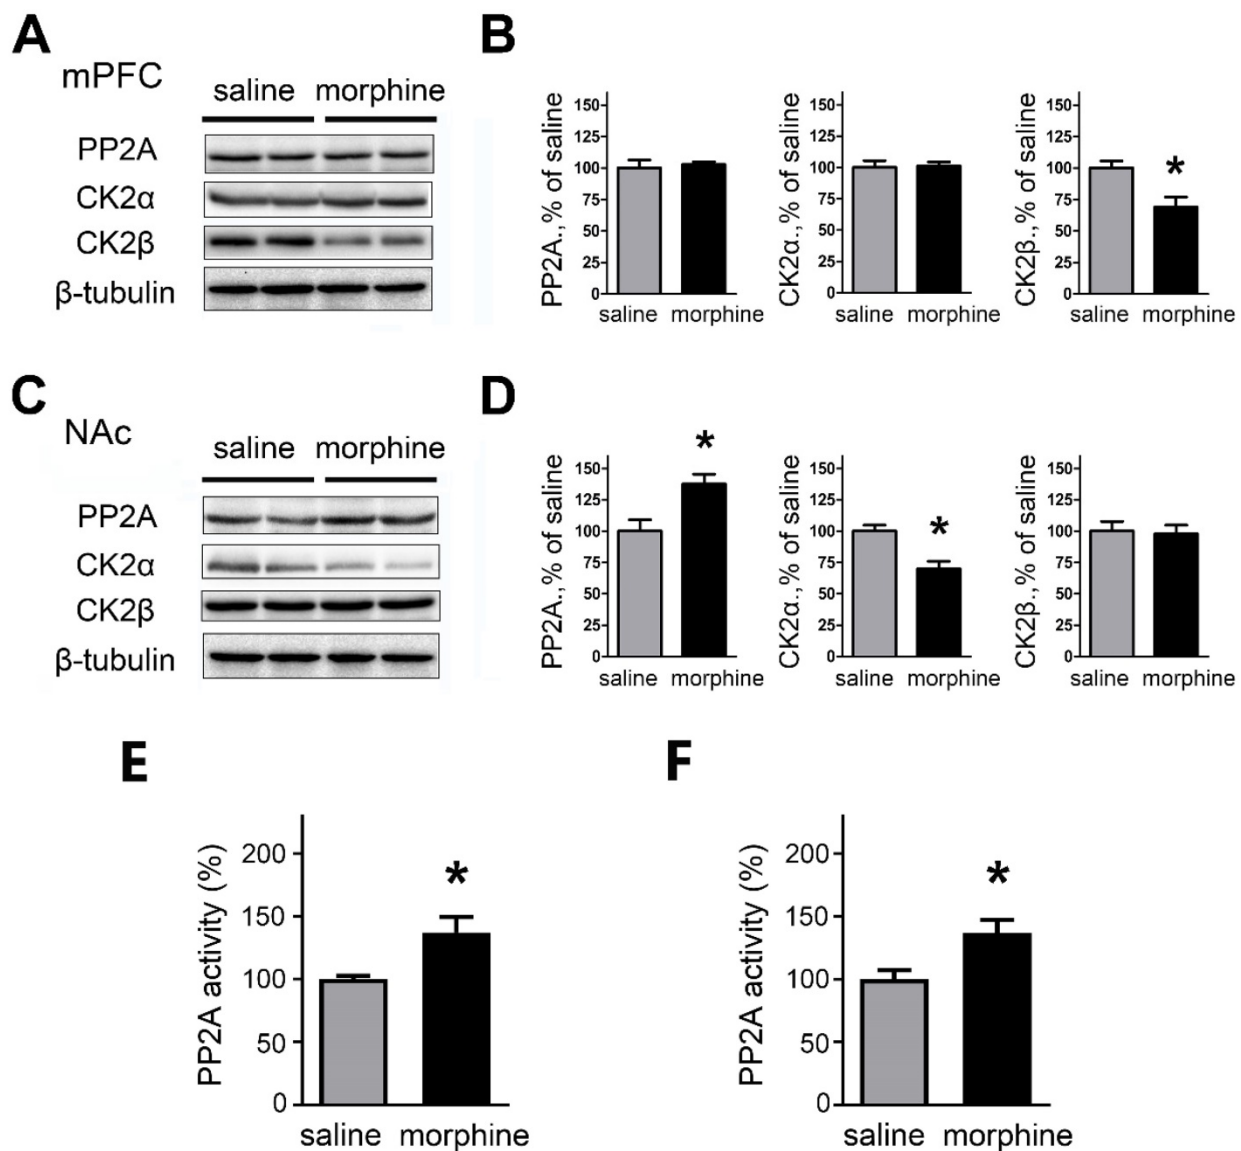 A
mPFC
saline morphine
PP2A
CK2α
CK2β
β-tubulin
B
PP2A., % of saline
150
125
100
75
50
25
0
saline morphine
CK2α., % of saline
150
125
100
75
50
25
0
saline morphine
CK2β., % of saline
150
125
100
75
50
25
0
*
saline morphine
C
NAc
saline morphine
PP2A
CK2α
CK2β
β-tubulin
D
PP2A., % of saline
150
125
100
75
50
25
0
*
saline morphine
CK2α., % of saline
150
125
100
75
50
25
0
*
saline morphine
CK2β., % of saline
150
125
100
75
50
25
0
saline morphine
E
PP2A activity (%)
200
150
100
50
0
*
saline morphine
F
PP2A activity (%)
200
150
100
50
0
*
saline morphine